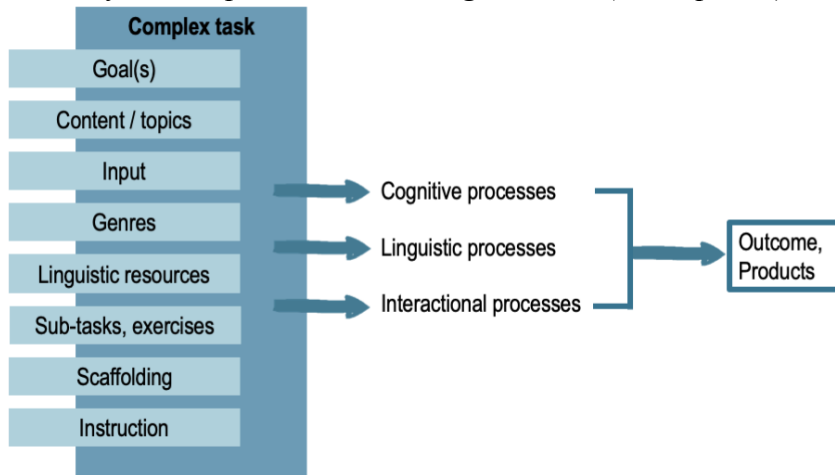 Complex task
Goal(s)
Content / topics
Input
Genres
Linguistic resources
Sub-tasks, exercises
Scaffolding
Instruction
Cognitive processes
Linguistic processes
Interactional processes
Outcome,
Products